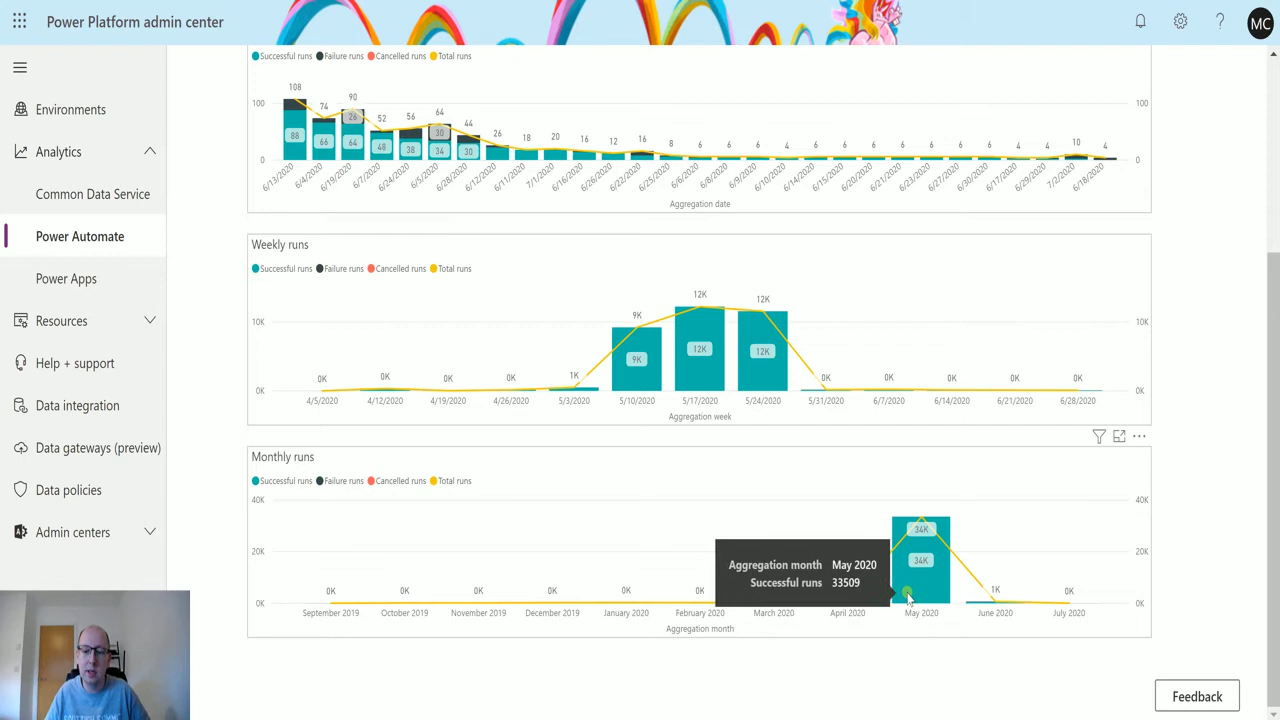 Power Platform admin center
MC
Environments
Analytics
Common Data Service
Power Automate
Power Apps
Resources
Help + support
Data integration
Data gateways (preview)
Data policies
Admin centers
Successful runs Failure runs Cancelled runs Total runs
108 74 90 52 56 64 44 26 18 20 16 12 16 8 6 6 6 4 6 6 6 6 6 6 4 4 10 4
100 100
88 66 26 64 48 38 30 34 30
0 0
6/13/2020 6/4/2020 6/19/2020 6/7/2020 6/24/2020 6/5/2020 6/28/2020 6/12/2020 6/11/2020 7/1/2020 6/16/2020 6/26/2020 6/22/2020 6/25/2020 6/6/2020 6/8/2020 6/9/2020 6/10/2020 6/14/2020 6/15/2020 6/20/2020 6/21/2020 6/23/2020 6/27/2020 6/30/2020 6/17/2020 6/29/2020 7/2/2020 6/18/2020
Aggregation date
Weekly runs
Successful runs Failure runs Cancelled runs Total runs
0K 0K 0K 0K 1K 9K 12K 12K 0K 0K 0K 0K 0K
10K 10K
9K 12K 12K
0K 0K
4/5/2020 4/12/2020 4/19/2020 4/26/2020 5/3/2020 5/10/2020 5/17/2020 5/24/2020 5/31/2020 6/7/2020 6/14/2020 6/21/2020 6/28/2020
Aggregation week
Monthly runs
Successful runs Failure runs Cancelled runs Total runs
40K 40K
34K
20K 20K
34K
Aggregation month May 2020
Successful runs 33509
0K 0K 0K 0K 0K 0K 1K 0K
0K 0K
September 2019 October 2019 November 2019 December 2019 January 2020 February 2020 March 2020 April 2020 May 2020 June 2020 July 2020
Aggregation month
Feedback